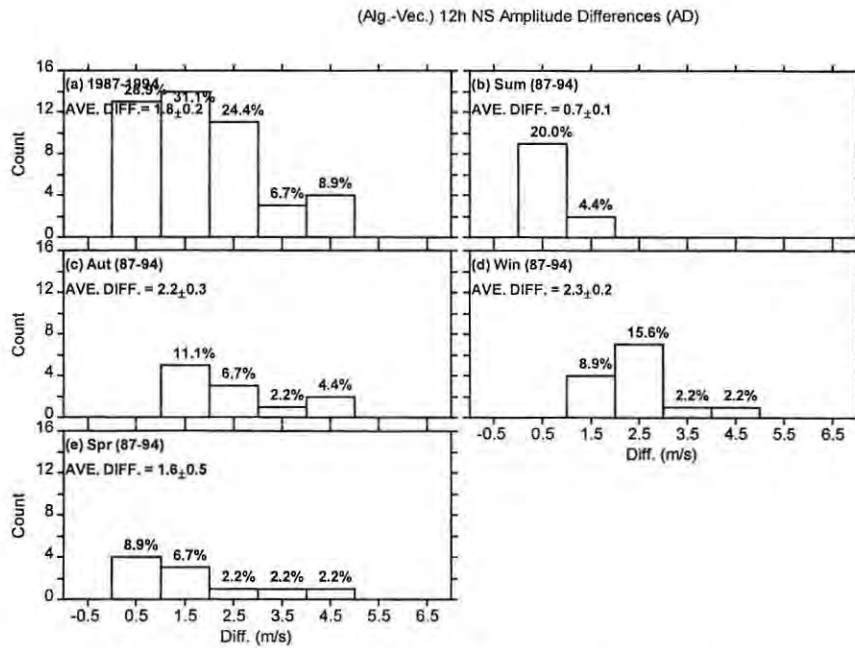 (Alg.-Vec.) 12h NS Amplitude Differences (AD)
16
12
8
4
0
Count
(a) 1987-1994
AVE. DIFF. = 1.8±0.2
28.9%
31.1%
24.4%
6.7%
8.9%
(b) Sum (87-94)
AVE. DIFF. = 0.7±0.1
20.0%
4.4%
16
12
8
4
0
Count
(c) Aut (87-94)
AVE. DIFF. = 2.2±0.3
11.1%
6.7%
2.2%
4.4%
(d) Win (87-94)
AVE. DIFF. = 2.3±0.2
8.9%
15.6%
2.2%
2.2%
-0.5 0.5 1.5 2.5 3.5 4.5 5.5 6.5
Diff. (m/s)
16
12
8
4
0
Count
(e) Spr (87-94)
AVE. DIFF. = 1.6±0.5
8.9%
6.7%
2.2%
2.2%
2.2%
-0.5 0.5 1.5 2.5 3.5 4.5 5.5 6.5
Diff. (m/s)